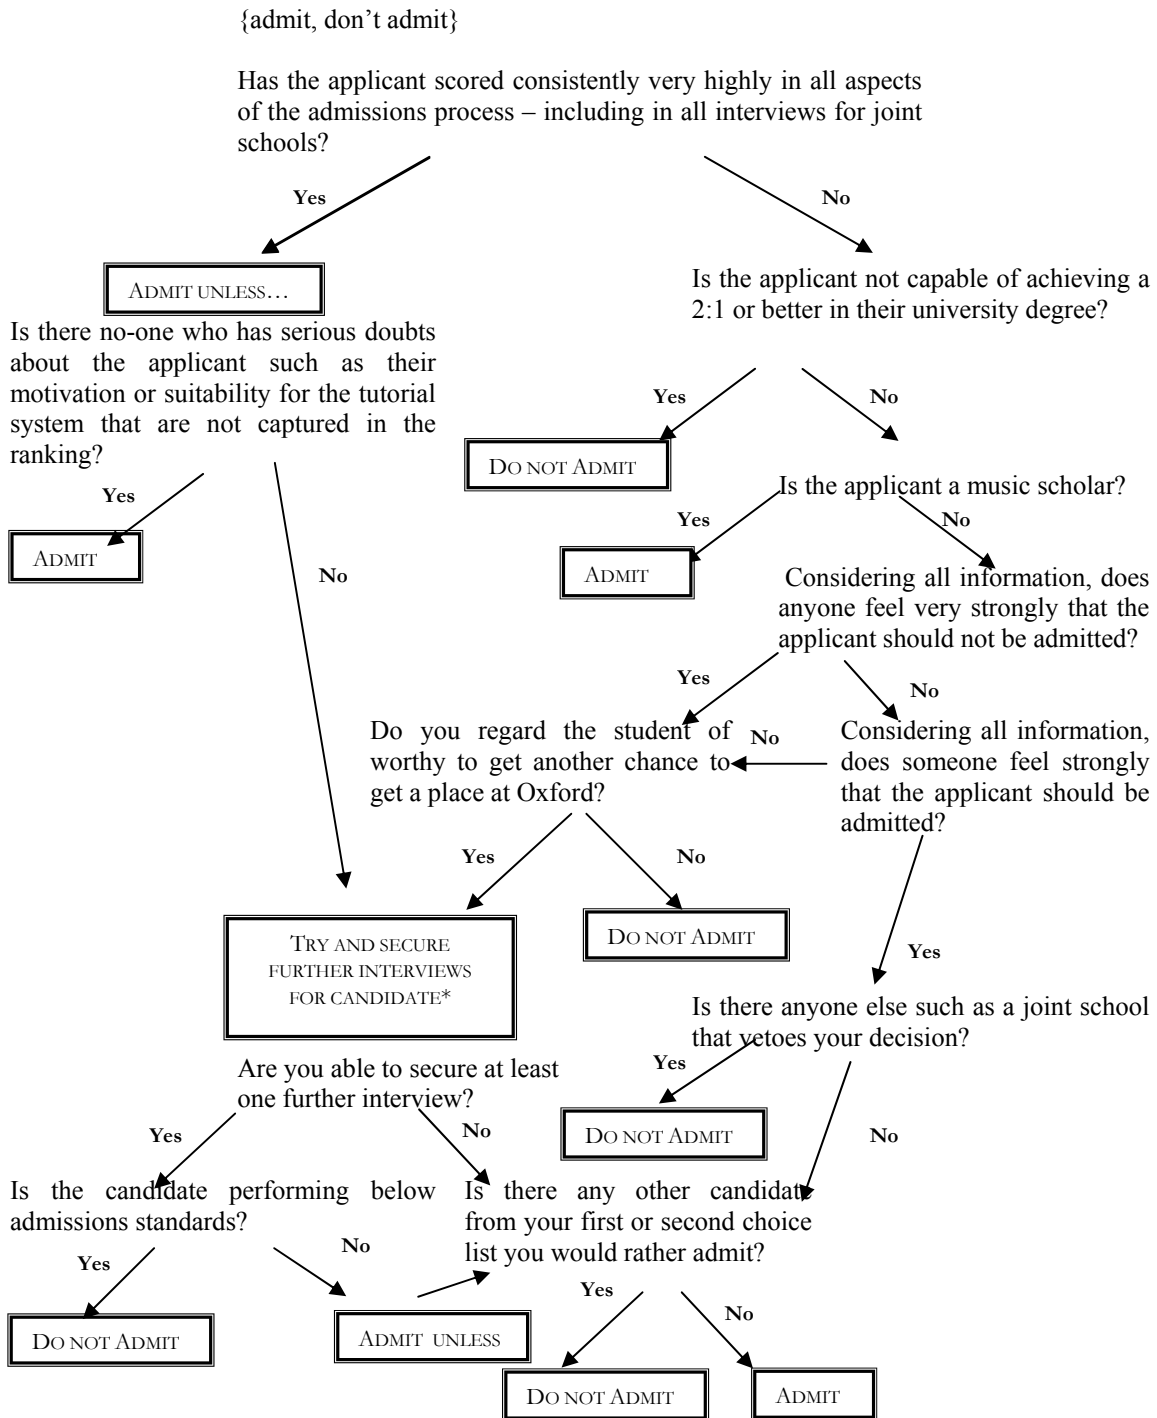 {admit, don’t admit}
Has the applicant scored consistently very highly in all aspects
of the admissions process – including in all interviews for joint
schools?
Yes
No
ADMIT UNLESS…
Is there no-one who has serious doubts
about the applicant such as their
motivation or suitability for the tutorial
system that are not captured in the
ranking?
Is the applicant not capable of achieving a
2:1 or better in their university degree?
Yes
No
DO NOT ADMIT
Is the applicant a music scholar?
Yes
No
ADMIT
Yes
No
ADMIT
Considering all information, does
anyone feel very strongly that the
applicant should not be admitted?
Yes
No
Do you regard the student of
worthy to get another chance to
get a place at Oxford?
No
Considering all information,
does someone feel strongly
that the applicant should be
admitted?
Yes
No
DO NOT ADMIT
TRY AND SECURE
FURTHER INTERVIEWS
FOR CANDIDATE*
Yes
Is there anyone else such as a joint school
that vetoes your decision?
Yes
No
DO NOT ADMIT
Are you able to secure at least
one further interview?
Yes
No
Is the candidate performing below
admissions standards?
Is there any other candidate
from your first or second choice
list you would rather admit?
Yes
No
DO NOT ADMIT
ADMIT UNLESS
Yes
No
DO NOT ADMIT
ADMIT